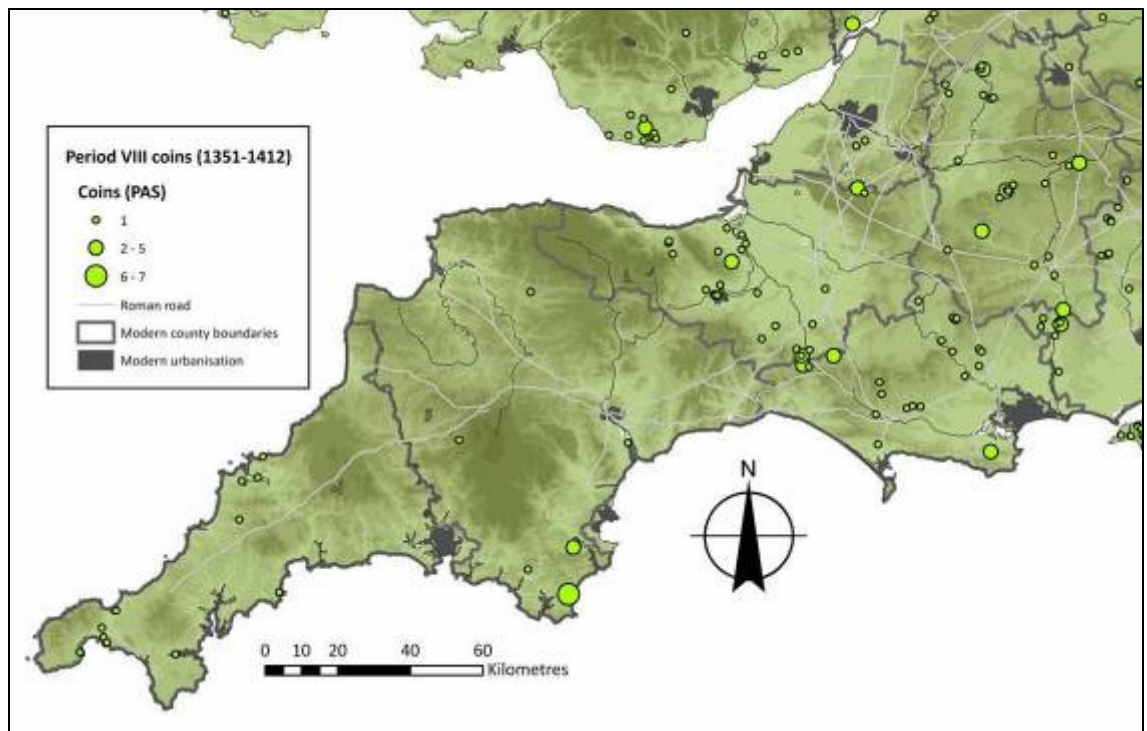 Period VIII coins (1351-1412)
Coins (PAS)
1
2 - 5
6 - 7
Roman road
Modern county boundaries
Modern urbanisation
N
0 5 10 20 40 60
Kilometres